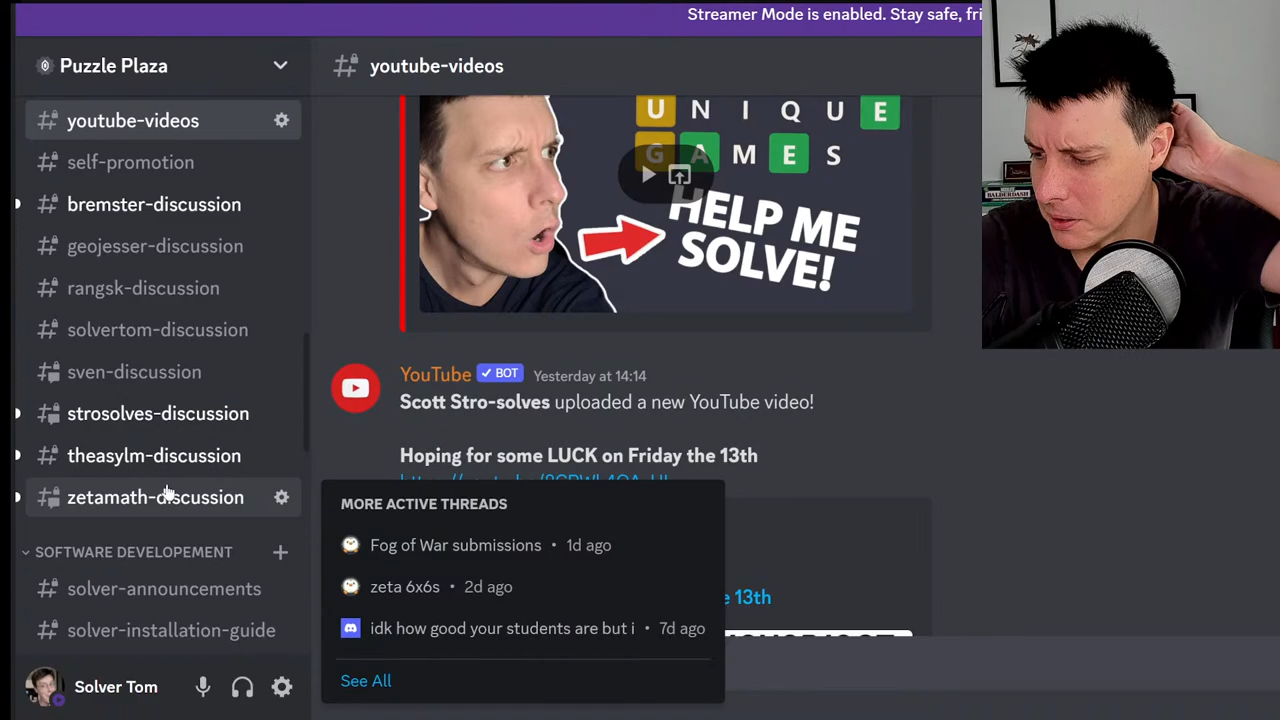 Streamer Mode is enabled. Stay safe, fri
Puzzle Plaza
youtube-videos
self-promotion
bremster-discussion
geojesser-discussion
rangsk-discussion
solvertom-discussion
sven-discussion
strosolves-discussion
theasylm-discussion
zetamath-discussion
SOFTWARE DEVELOPEMENT
solver-announcements
solver-installation-guide
Solver Tom
youtube-videos
UNIQUE
GAMES
HELP ME
SOLVE!
YouTube BOT Yesterday at 14:14
Scott Stro-solves uploaded a new YouTube video!
Hoping for some LUCK on Friday the 13th
MORE ACTIVE THREADS
Fog of War submissions • 1d ago
zeta 6x6s • 2d ago
idk how good your students are but i • 7d ago
See All
e 13th
BALDERDASH